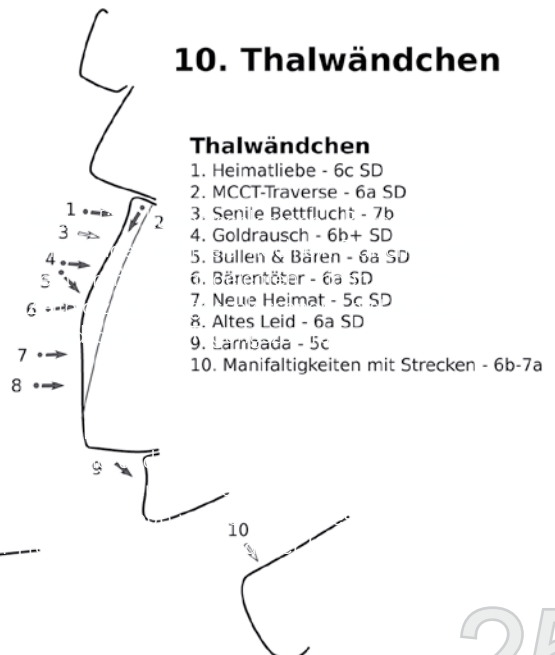 10. Thalwändchen
Thalwändchen
1. Heimatliebe - 6c SD
2. MCCT-Traverse - 6a SD
3. Senile Bettflucht - 7b
4. Goldrausch - 6b+ SD
5. Bullen & Bären - 6a SD
6. Bärentöter - 6a SD
7. Neue Heimat - 5c SD
8. Altes Leid - 6a SD
9. Lambada - 5c
10. Manifaltigkeiten mit Strecken - 6b-7a
1
2
3
4
5
6
7
8
9
10
25